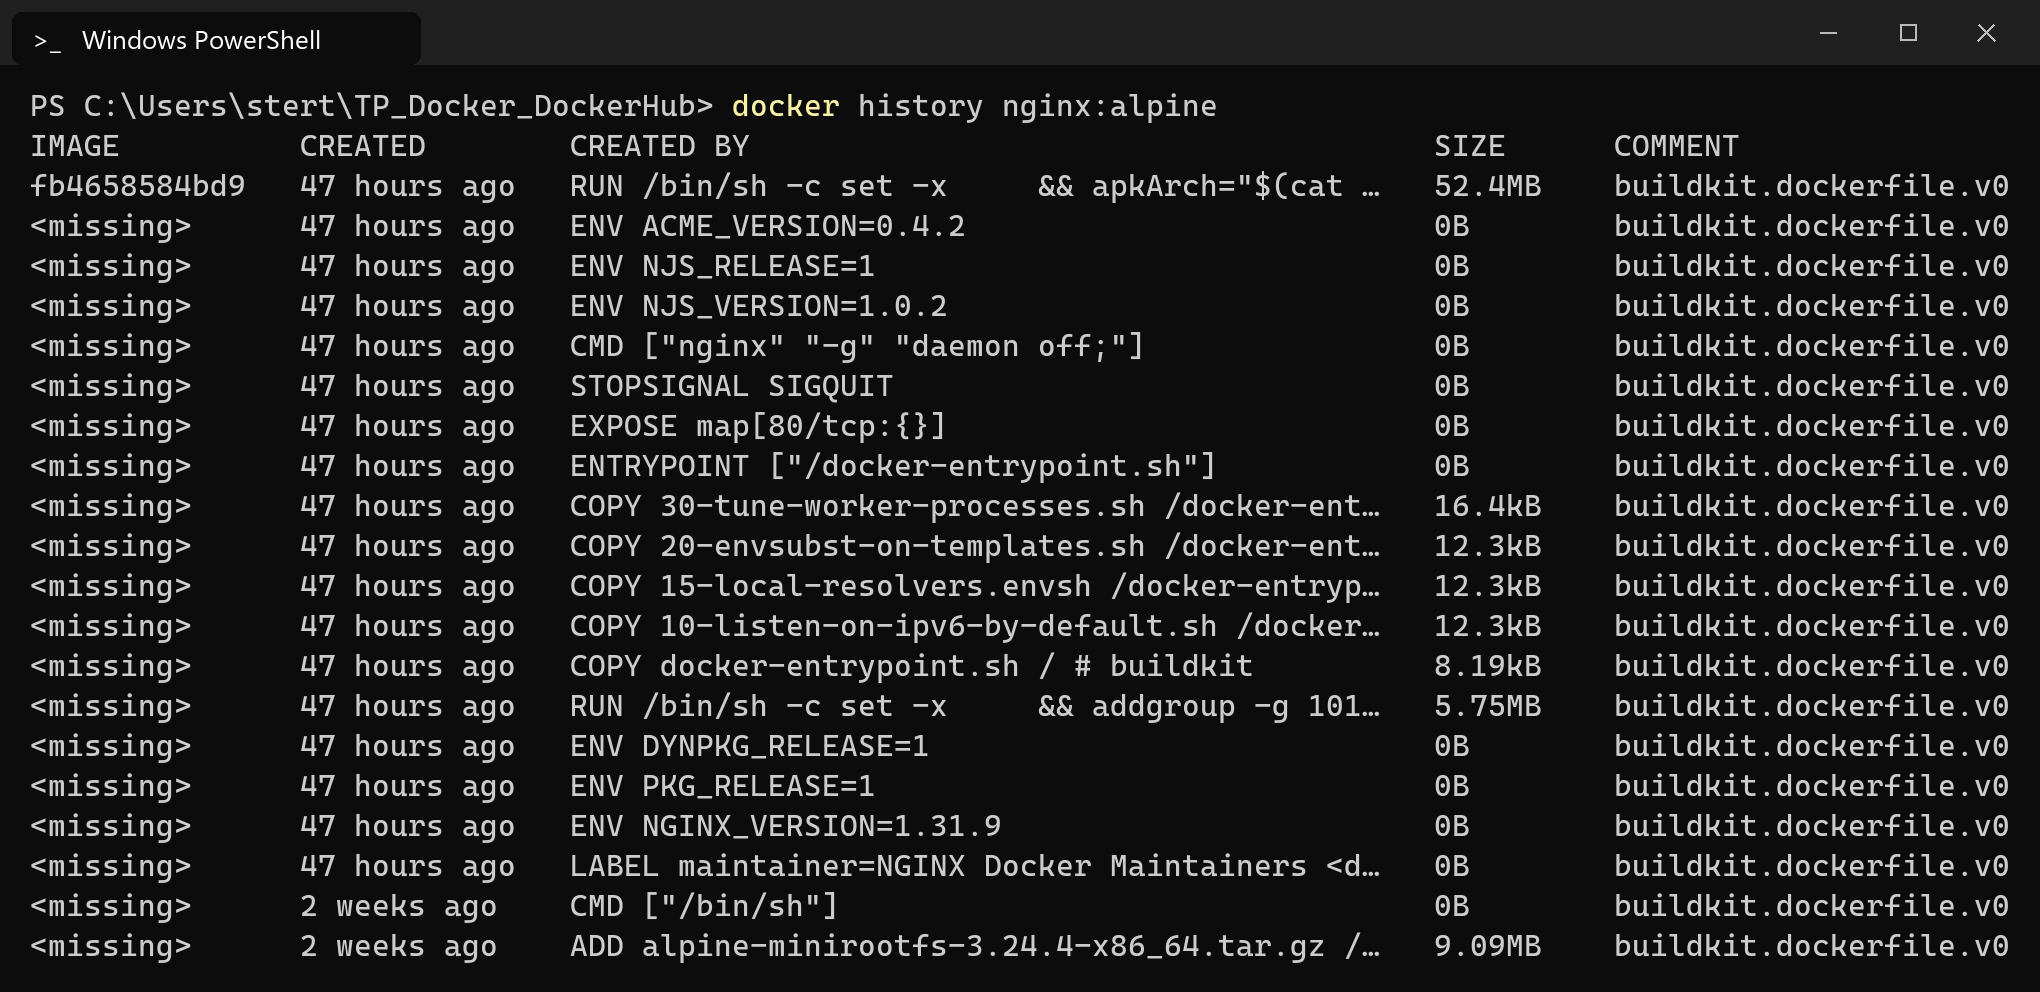 >_ Windows PowerShell
PS C:\Users\stert\TP_Docker_DockerHub> docker history nginx:alpine
IMAGE CREATED CREATED BY SIZE COMMENT
fb4658584bd9 47 hours ago RUN /bin/sh -c set -x && apkArch="$(cat … 52.4MB buildkit.dockerfile.v0
<missing> 47 hours ago ENV ACME_VERSION=0.4.2 0B buildkit.dockerfile.v0
<missing> 47 hours ago ENV NJS_RELEASE=1 0B buildkit.dockerfile.v0
<missing> 47 hours ago ENV NJS_VERSION=1.0.2 0B buildkit.dockerfile.v0
<missing> 47 hours ago CMD ["nginx" "-g" "daemon off;"] 0B buildkit.dockerfile.v0
<missing> 47 hours ago STOPSIGNAL SIGQUIT 0B buildkit.dockerfile.v0
<missing> 47 hours ago EXPOSE map[80/tcp:{}] 0B buildkit.dockerfile.v0
<missing> 47 hours ago ENTRYPOINT ["/docker-entrypoint.sh"] 0B buildkit.dockerfile.v0
<missing> 47 hours ago COPY 30-tune-worker-processes.sh /docker-ent… 16.4kB buildkit.dockerfile.v0
<missing> 47 hours ago COPY 20-envsubst-on-templates.sh /docker-ent… 12.3kB buildkit.dockerfile.v0
<missing> 47 hours ago COPY 15-local-resolvers.envsh /docker-entryp… 12.3kB buildkit.dockerfile.v0
<missing> 47 hours ago COPY 10-listen-on-ipv6-by-default.sh /docker… 12.3kB buildkit.dockerfile.v0
<missing> 47 hours ago COPY docker-entrypoint.sh / # buildkit 8.19kB buildkit.dockerfile.v0
<missing> 47 hours ago RUN /bin/sh -c set -x && addgroup -g 101… 5.75MB buildkit.dockerfile.v0
<missing> 47 hours ago ENV DYNPKG_RELEASE=1 0B buildkit.dockerfile.v0
<missing> 47 hours ago ENV PKG_RELEASE=1 0B buildkit.dockerfile.v0
<missing> 47 hours ago ENV NGINX_VERSION=1.31.9 0B buildkit.dockerfile.v0
<missing> 47 hours ago LABEL maintainer=NGINX Docker Maintainers <d… 0B buildkit.dockerfile.v0
<missing> 2 weeks ago CMD ["/bin/sh"] 0B buildkit.dockerfile.v0
<missing> 2 weeks ago ADD alpine-minirootfs-3.24.4-x86_64.tar.gz /… 9.09MB buildkit.dockerfile.v0